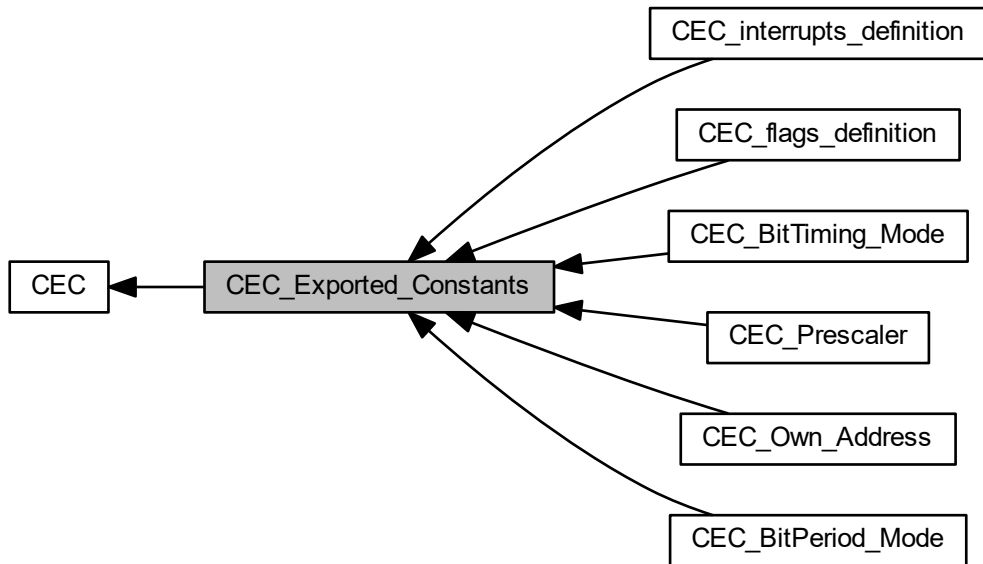 CEC_interrupts_definition
CEC_flags_definition
CEC_BitTiming_Mode
CEC
CEC_Exported_Constants
CEC_Prescaler
CEC_Own_Address
CEC_BitPeriod_Mode